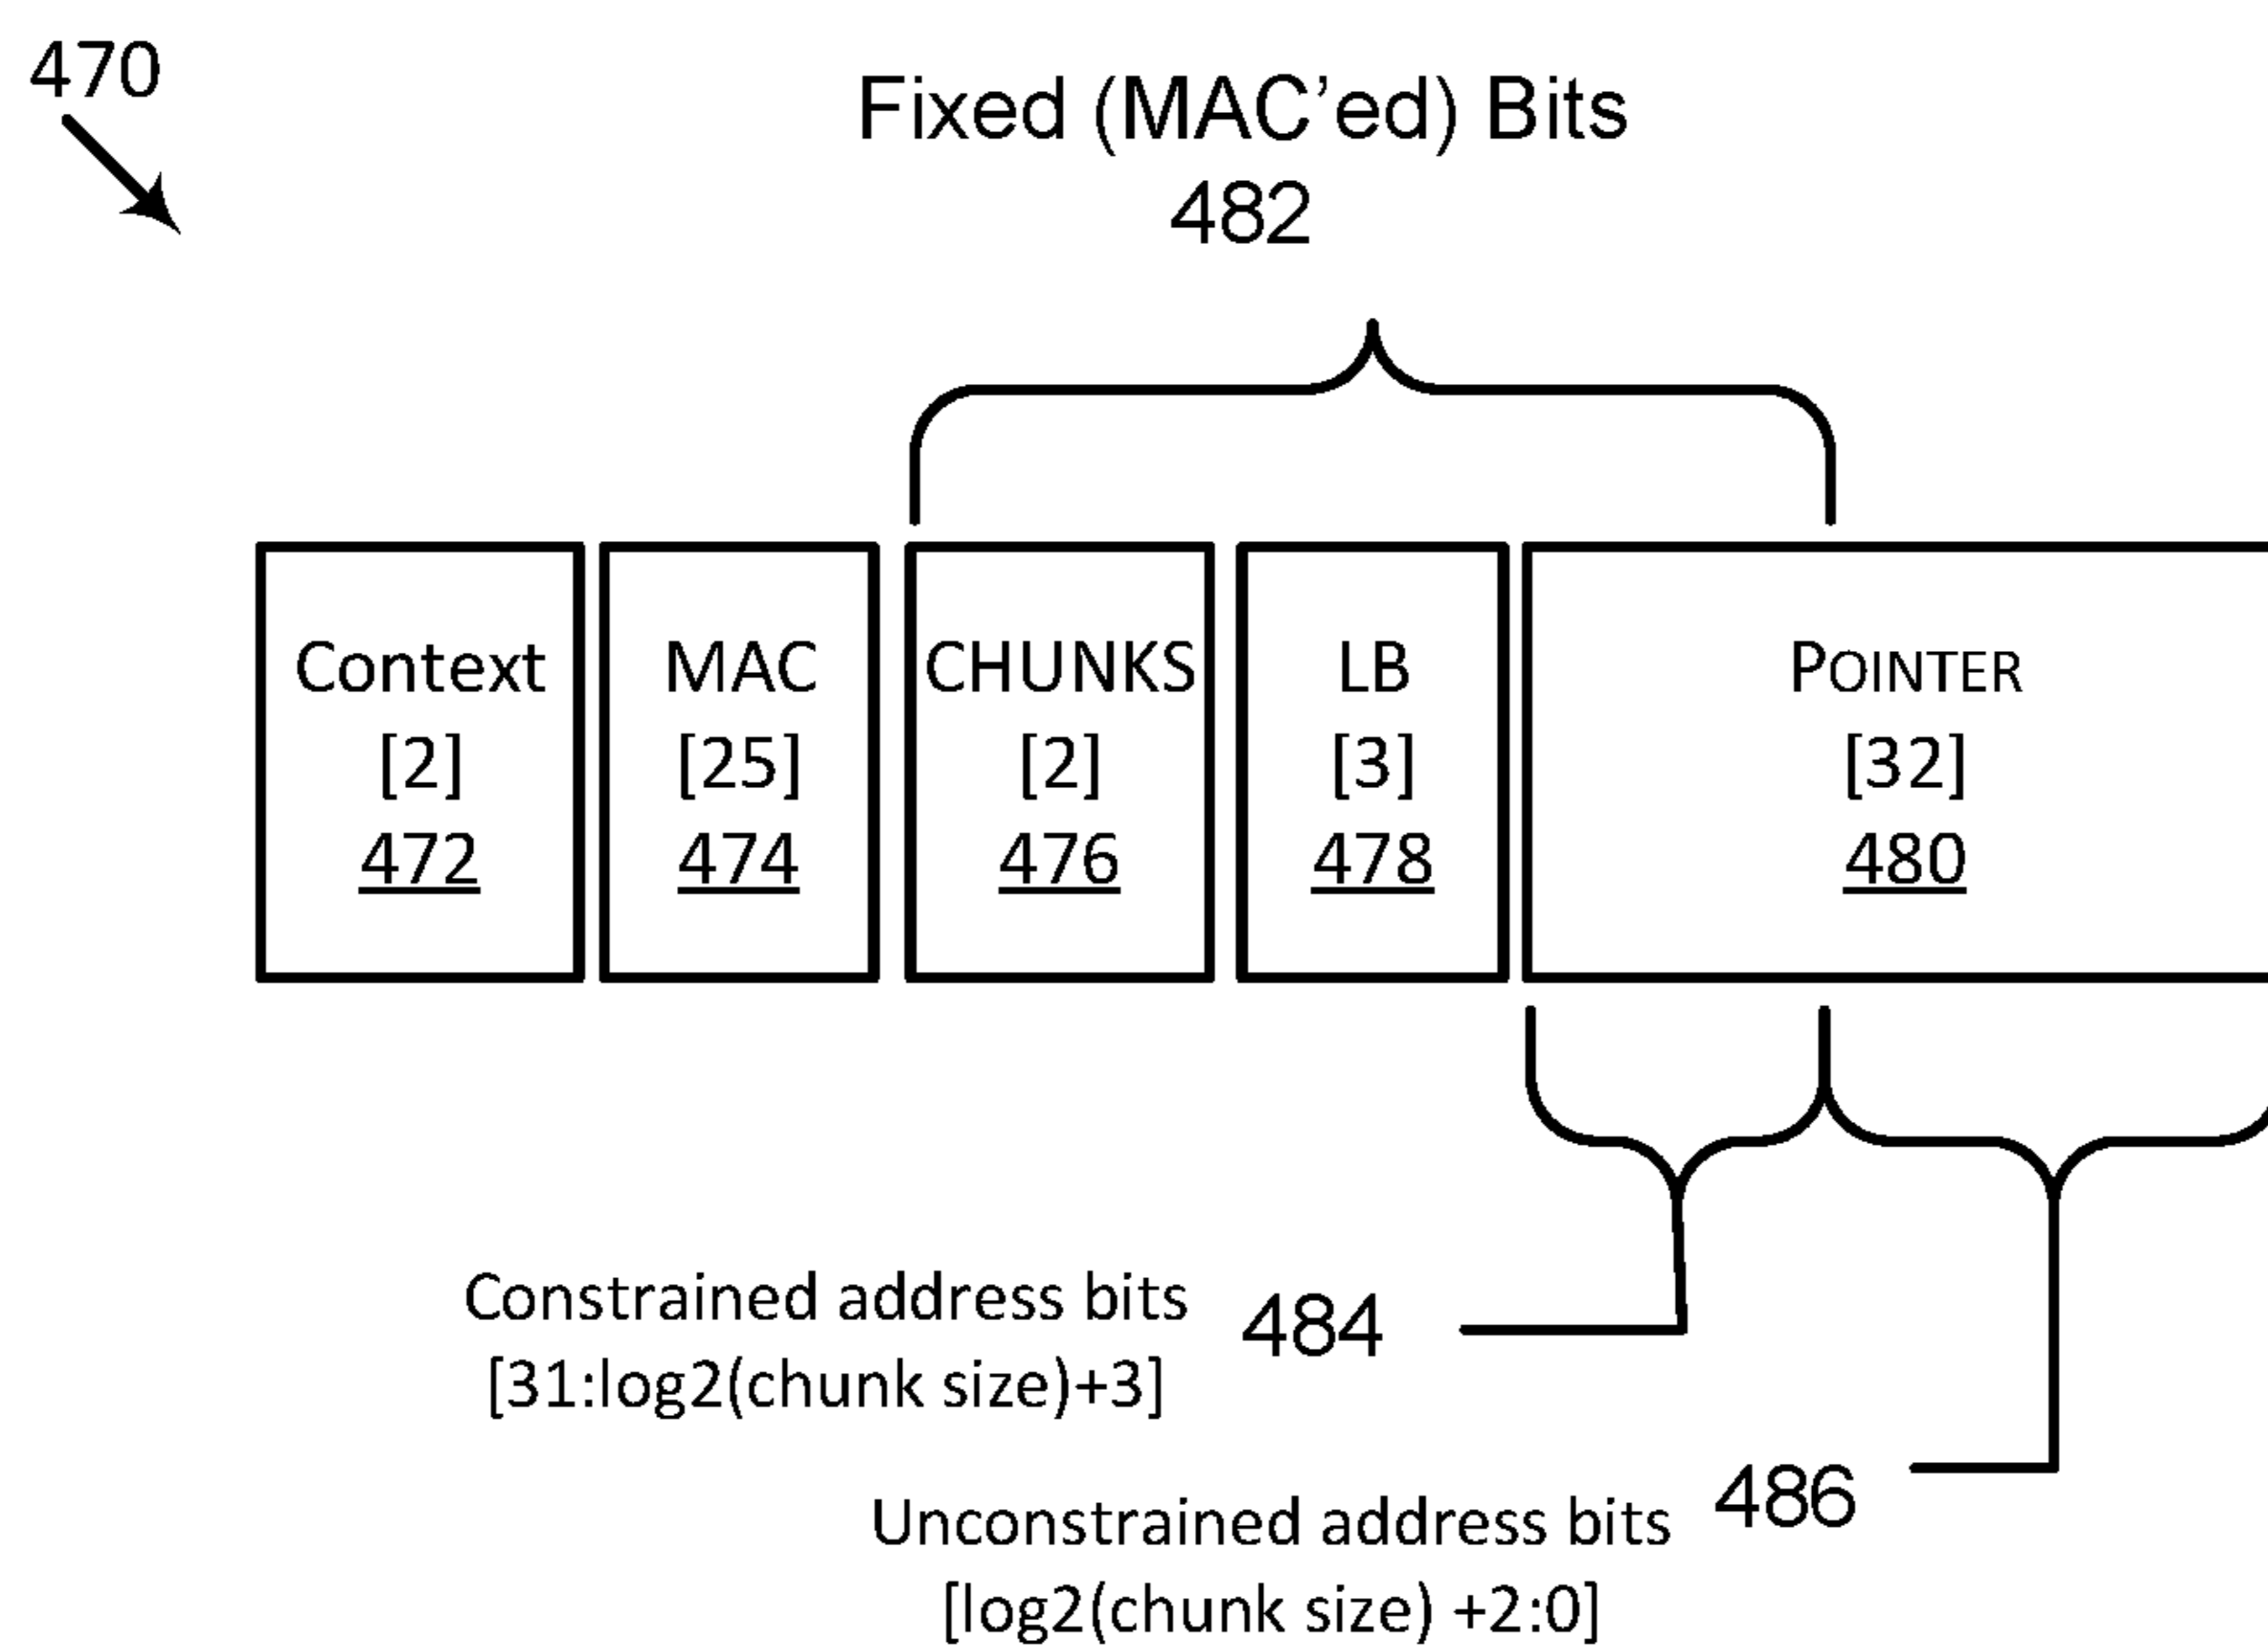 470
Fixed (MAC’ed) Bits
482
Context
[2]
472
MAC
[25]
474
CHUNKS
[2]
476
LB
[3]
478
POINTER
[32]
480
Constrained address bits
[31:log2(chunk size)+3]
484
Unconstrained address bits
[log2(chunk size) +2:0]
486